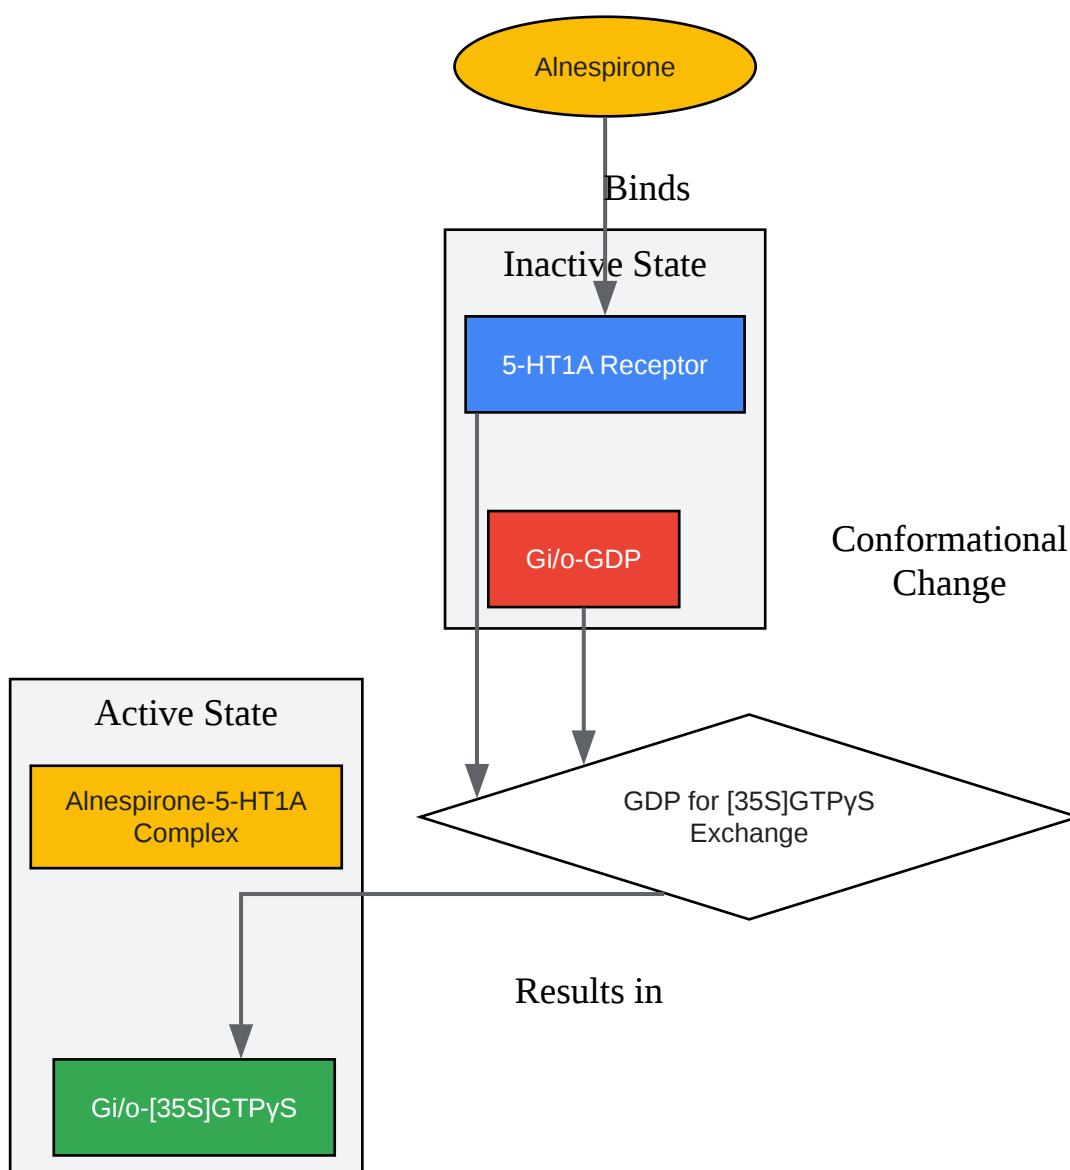 Alnespirone
Binds
Inactive State
5-HT1A Receptor
Gi/o-GDP
Conformational
Change
Active State
Alnespirone-5-HT1A
Complex
GDP for [35S]GTPγS
Exchange
Results in
Gi/o-[35S]GTPγS